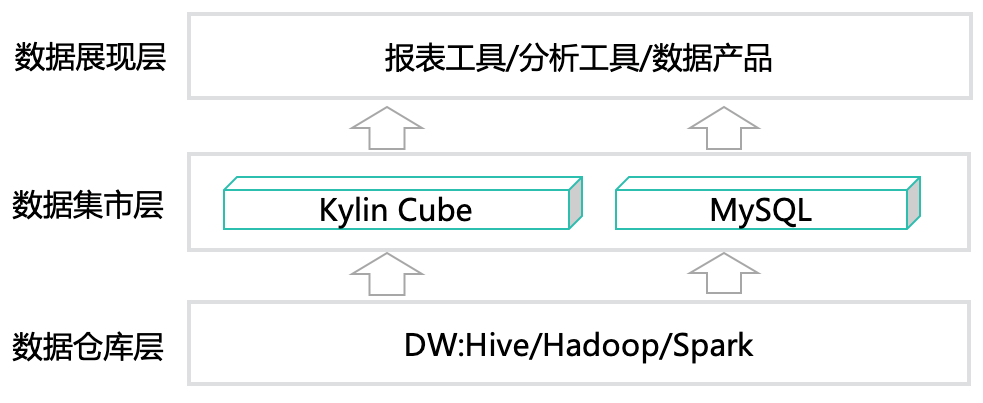 数据展现层
报表工具/分析工具/数据产品
数据集市层
Kylin Cube
MySQL
数据仓库层
DW:Hive/Hadoop/Spark